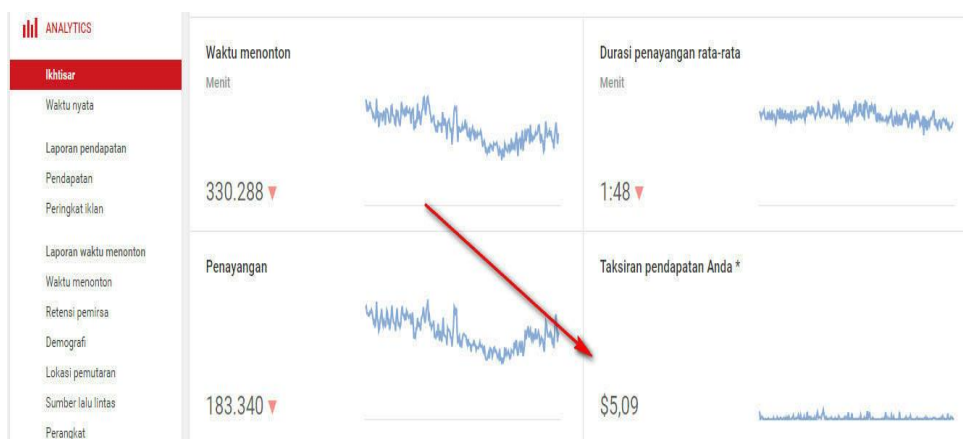 ANALYTICS
Ikhtisar
Waktu nyata
Laporan pendapatan
Pendapatan
Peringkat iklan
Laporan waktu menonton
Waktu menonton
Retensi pemirsa
Demografi
Lokasi pemutaran
Sumber lalu lintas
Perangkat
Waktu menonton
Menit
330.288
Durasi penayangan rata-rata
Menit
1:48
Penayangan
183.340
Taksiran pendapatan Anda *
$5,09